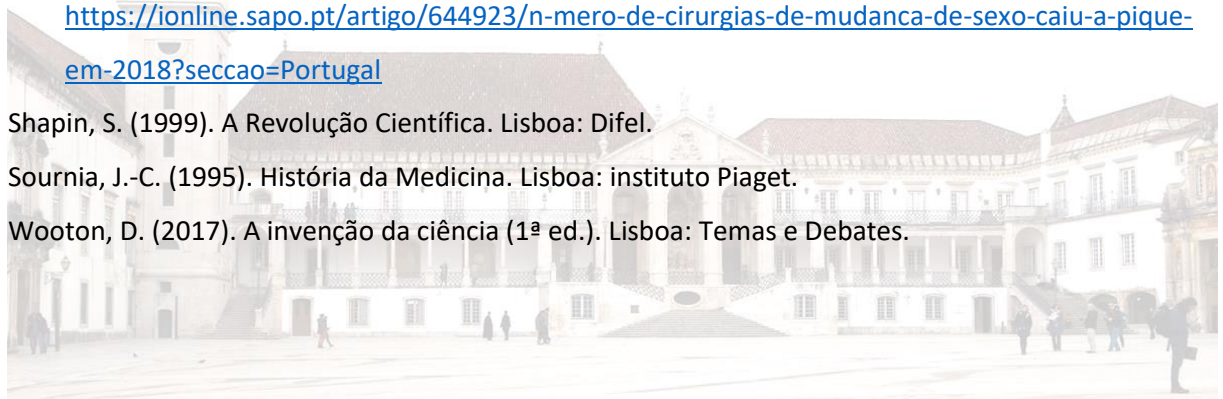 https://ionline.sapo.pt/artigo/644923/n-mero-de-cirurgias-de-mudanca-de-sexo-caiu-a-pique-
em-2018?seccao=Portugal
Shapin, S. (1999). A Revolução Científica. Lisboa: Difel.
Sournia, J.-C. (1995). História da Medicina. Lisboa: instituto Piaget.
Wooton, D. (2017). A invenção da ciência (1ª ed.). Lisboa: Temas e Debates.